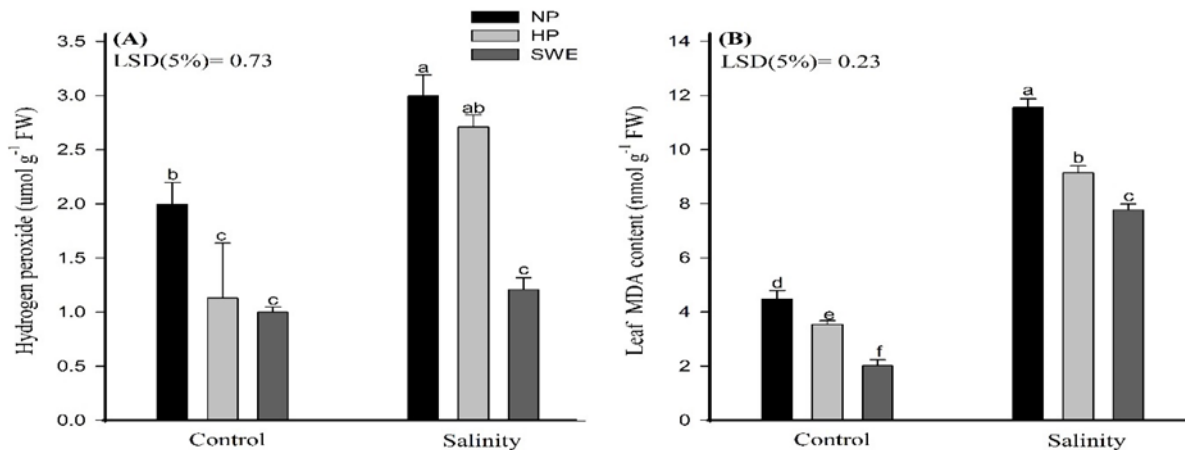 (A)
LSD(5%)= 0.73
NP
HP
SWE
Hydrogen peroxide (umol g⁻¹ FW)
3.5
3.0
2.5
2.0
1.5
1.0
0.5
0.0
b
c
c
a
ab
c
Control
Salinity
(B)
LSD(5%)= 0.23
Leaf MDA content (nmol g⁻¹ FW)
14
12
10
8
6
4
2
0
d
e
f
a
b
c
Control
Salinity